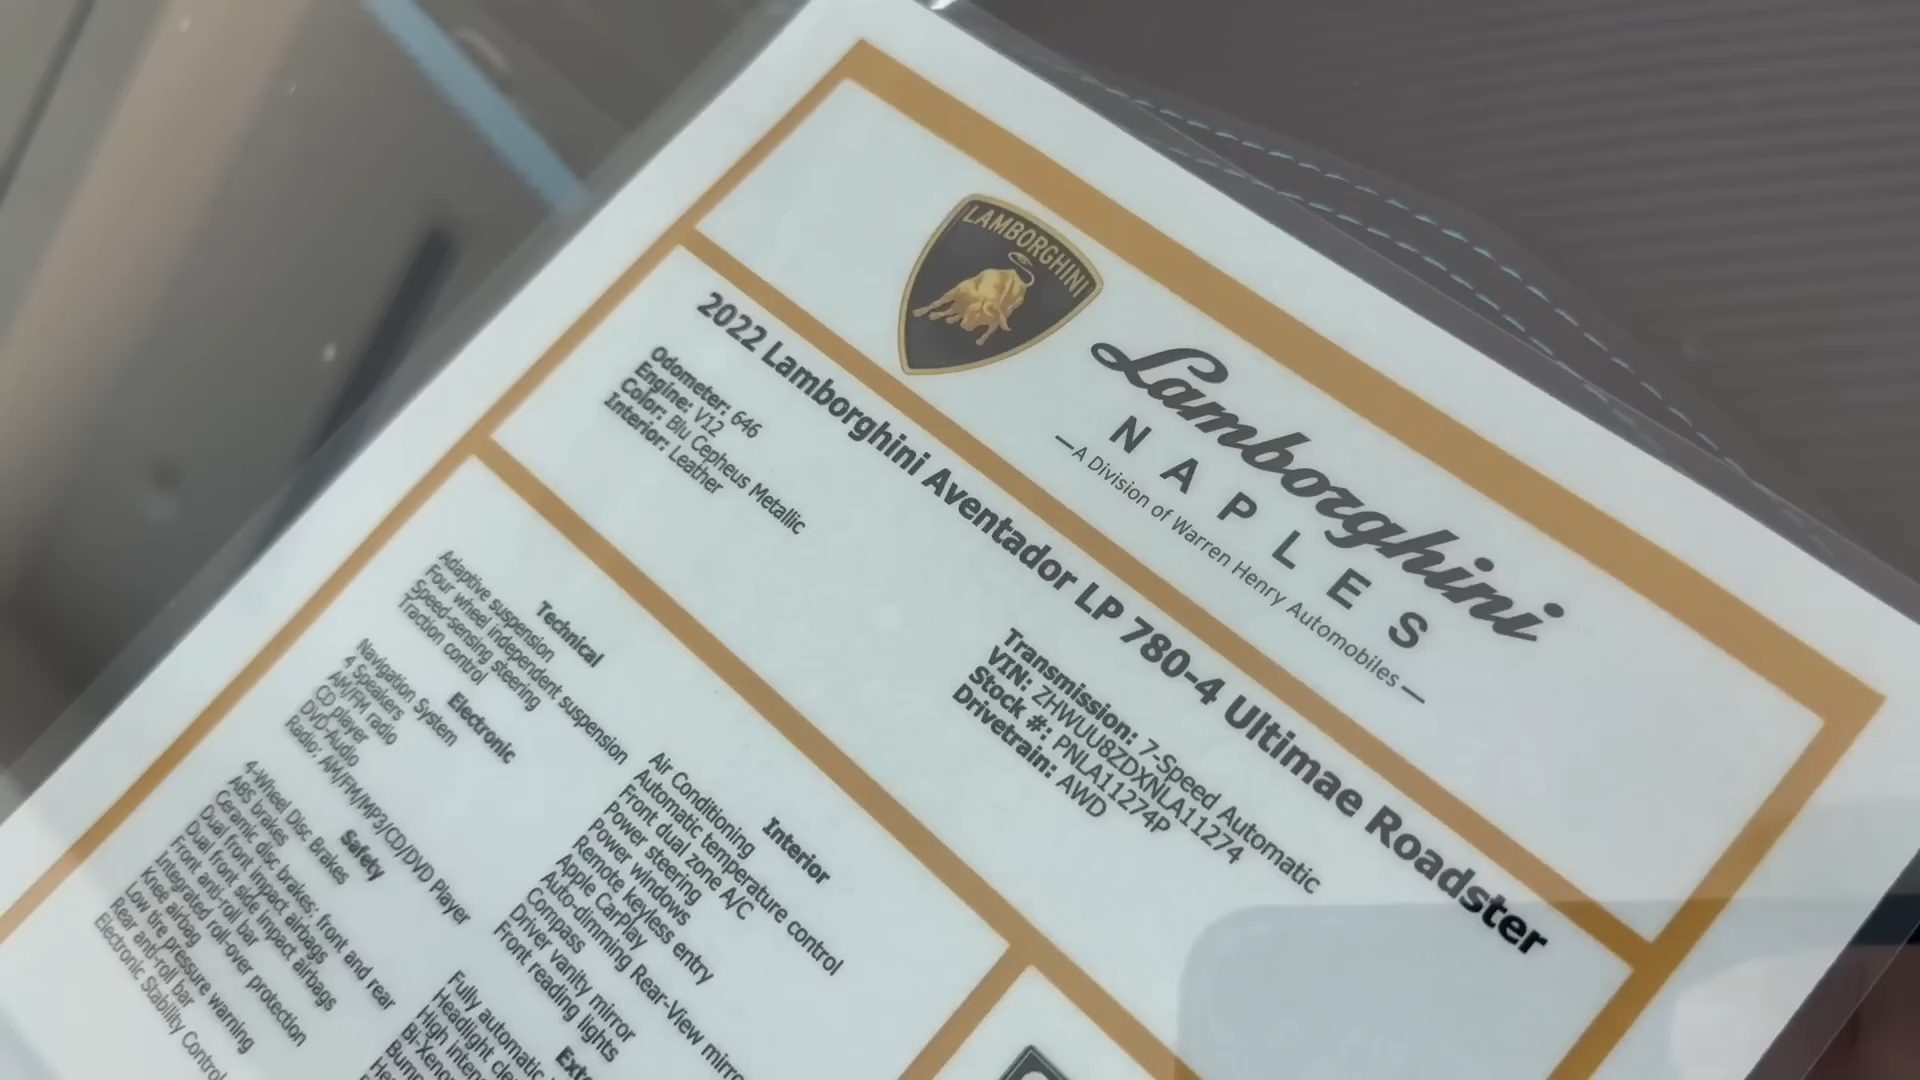 LAMBORGHINI
Lamborghini
NAPLES
—A Division of Warren Henry Automobiles—
2022 Lamborghini Aventador LP 780-4 Ultimae Roadster
Odometer: 646
Engine: V12
Color: Blu Cepheus Metallic
Interior: Leather
Transmission: 7-Speed Automatic
VIN: ZHWUU8ZDXNLA11274
Stock #: PNLA11274P
Drivetrain: AWD
Technical
Adaptive suspension
Four wheel independent suspension
Speed-sensing steering
Traction control
Electronic
Navigation System
4 Speakers
AM/FM radio
CD player
DVD-Audio
Radio: AM/FM/MP3/CD/DVD Player
Safety
4-Wheel Disc Brakes
ABS brakes
Ceramic disc brakes: front and rear
Dual front impact airbags
Dual front side impact airbags
Front anti-roll bar
Integrated roll-over protection
Knee airbag
Low tire pressure warning
Rear anti-roll bar
Electronic Stability Control
Interior
Air Conditioning
Automatic temperature control
Front dual zone A/C
Power steering
Power windows
Remote keyless entry
Apple CarPlay
Auto-dimming Rear-View
Compass
Driver vanity mirror
Front reading lights
Fully automatic
Headlight
High